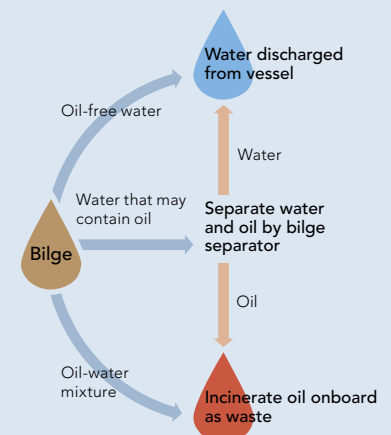 Water discharged
from vessel
Oil-free water
Water
Water that may
contain oil
Separate water
and oil by bilge
separator
Bilge
Oil
Oil-water
mixture
Incinerate oil onboard
as waste